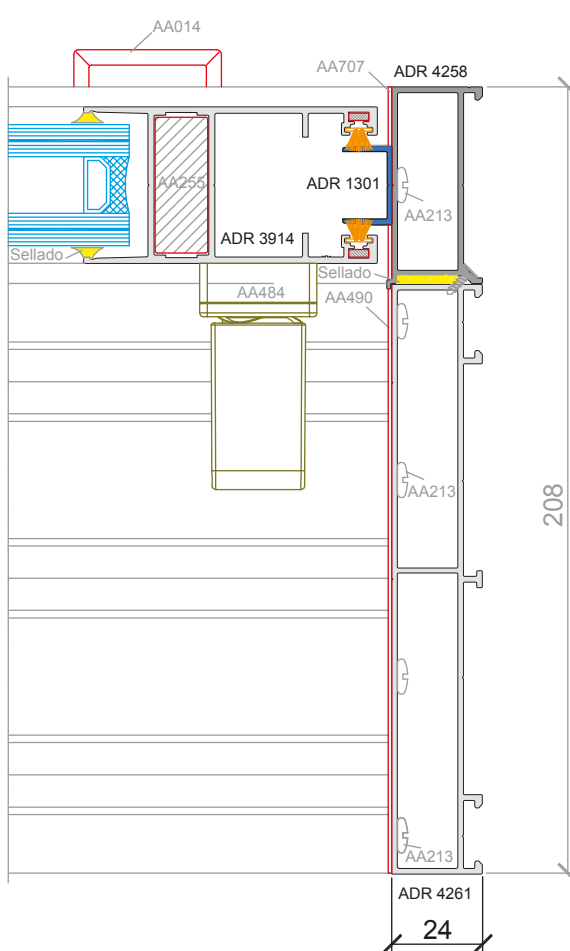 AA014
AA707
ADR 4258
AA255
ADR 1301
AA213
ADR 3914
Sellado
Sellado
AA484
AA490
AA213
208
AA213
ADR 4261
24